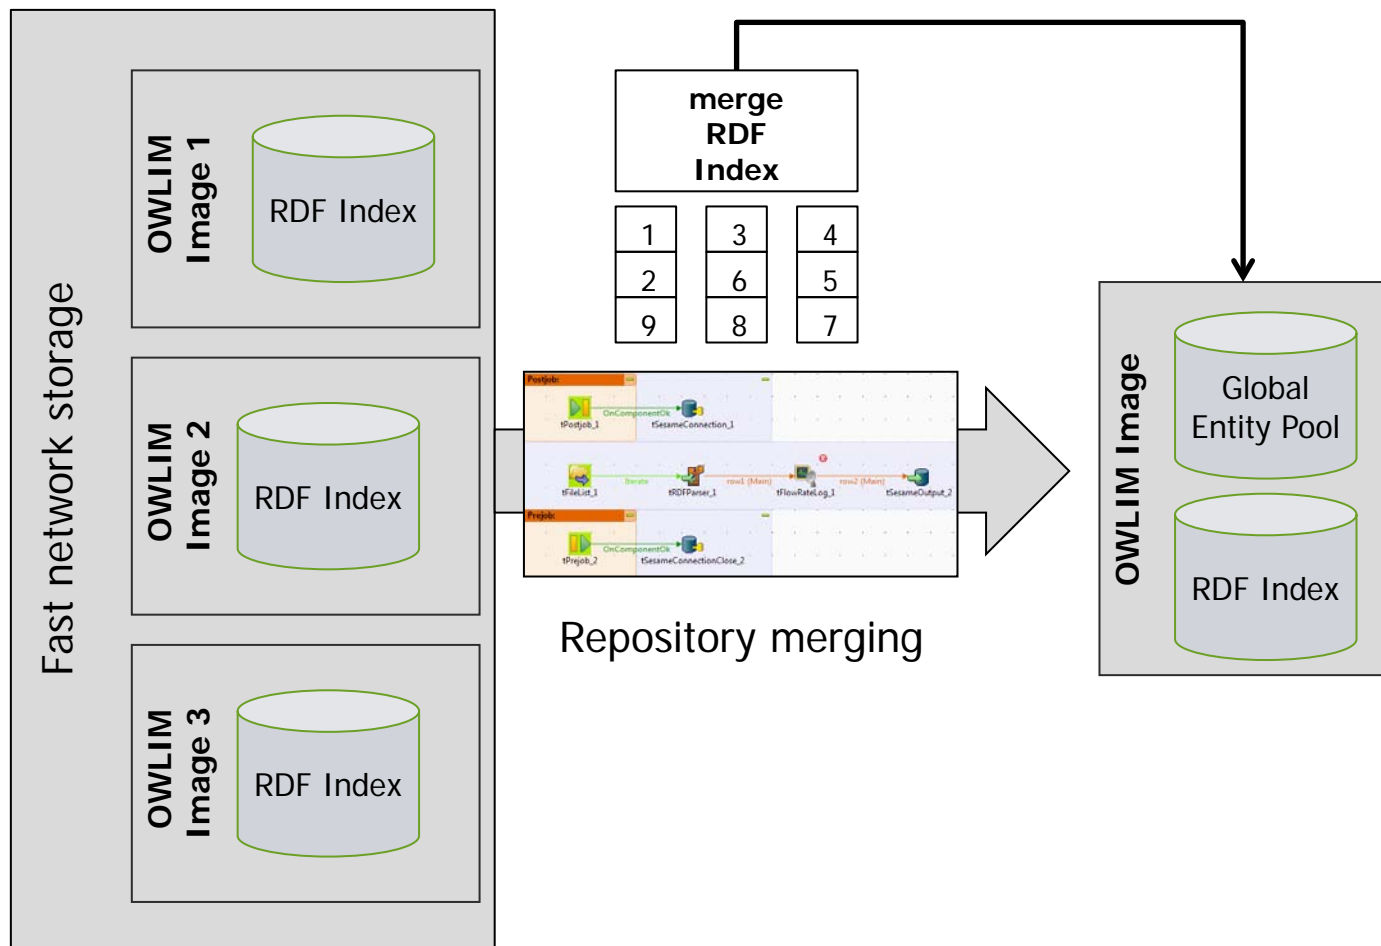 Fast network storage
OWLIM
Image 1
RDF Index
OWLIM
Image 2
RDF Index
OWLIM
Image 3
RDF Index
merge
RDF
Index
1 3 4
2 6 5
9 8 7
Postjob:
OnComponentOk
tPostjob_1 tSesameConnection_1
Iterate row1 (Main) row2 (Main)
tFileList_1 tRDFParser_1 tFlowRateLog_1 tSesameOutput_2
Prejob:
OnComponentOk
tPrejob_2 tSesameConnectionClose_2
Repository merging
OWLIM Image
Global
Entity Pool
RDF Index